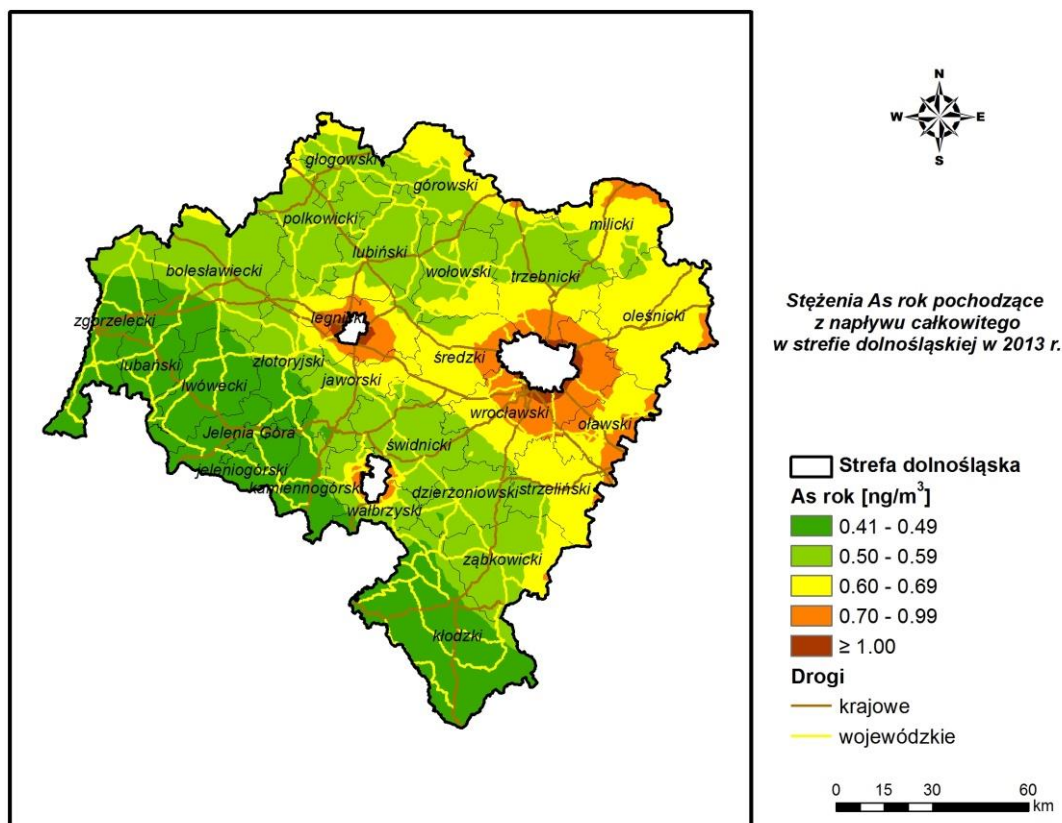 N
W E
S
głogowski
górowski
polkowicki
milicki
lubiński
bolesławiecki
wołowski
trzebnicki
zgorzelecki
legnicki
oleśnicki
lubański
złotoryjski
średzki
lwówecki
jaworski
wrocławski
oławski
Jelenia Góra
świdnicki
jeleniogórski
kamiennogórski
dzierżoniowski
strzeliński
wałbrzyski
ząbkowicki
kłodzki
Stężenia As rok pochodzące
z napływu całkowitego
w strefie dolnośląskiej w 2013 r.
Strefa dolnośląska
As rok [ng/m³]
0.41 - 0.49
0.50 - 0.59
0.60 - 0.69
0.70 - 0.99
≥ 1.00
Drogi
krajowe
wojewódzkie
0 15 30 60
km